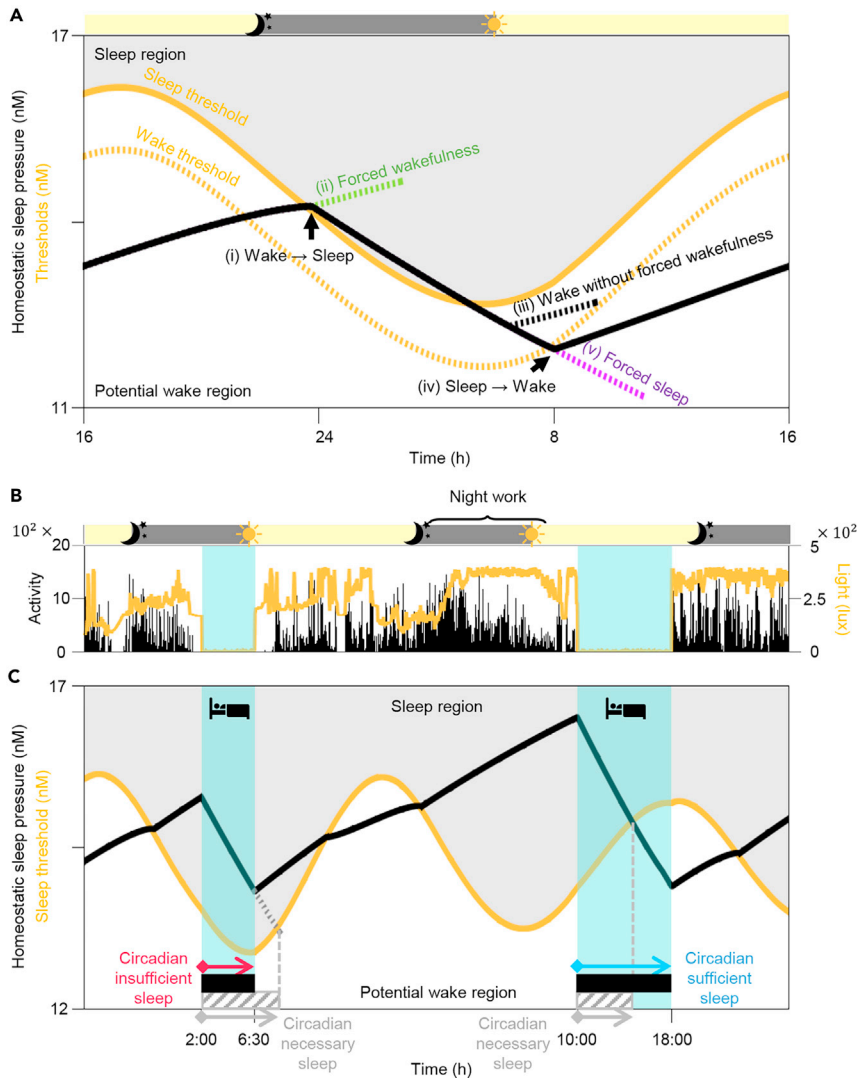 A
17
Sleep region
Sleep threshold
Wake threshold
(ii) Forced wakefulness
(i) Wake → Sleep
(iii) Wake without forced wakefulness
(v) Forced sleep
(iv) Sleep → Wake
Potential wake region
11
Homeostatic sleep pressure (nM)
Thresholds (nM)
16
24
8
16
Time (h)
B
Night work
10² ×
20
10
0
Activity
× 10²
5
2.5
0
Light (lux)
C
17
Sleep region
Homeostatic sleep pressure (nM)
Sleep threshold (nM)
Circadian
insufficient
sleep
Circadian
sufficient
sleep
Potential wake region
12
Circadian
necessary
sleep
Circadian
necessary
sleep
2:00
6:30
10:00
18:00
Time (h)